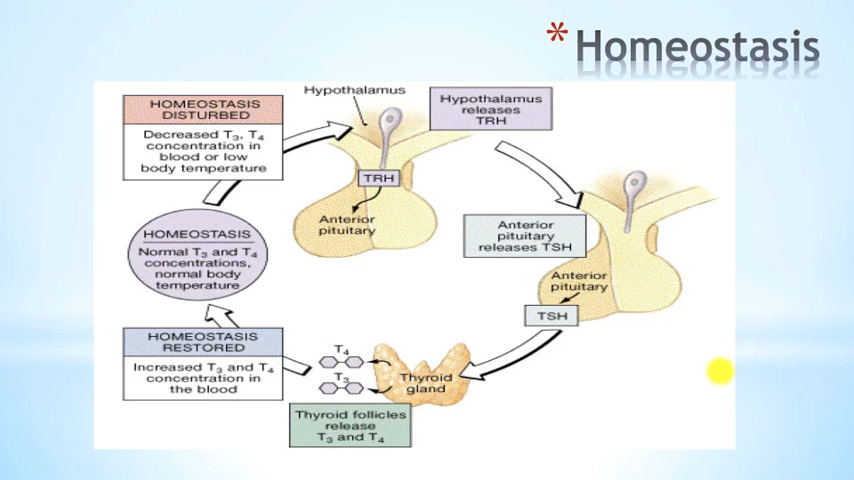 * Homeostasis
Hypothalamus
HOMEOSTASIS
DISTURBED
Decreased T₃, T₄
concentration in
blood or low
body temperature
Hypothalamus
releases
TRH
TRH
Anterior
pituitary
Anterior
pituitary
releases TSH
Anterior
pituitary
TSH
HOMEOSTASIS
Normal T₃ and T₄
concentrations,
normal body
temperature
HOMEOSTASIS
RESTORED
Increased T₃ and T₄
concentration in
the blood
T₄
T₃
Thyroid
gland
Thyroid follicles
release
T₃ and T₄